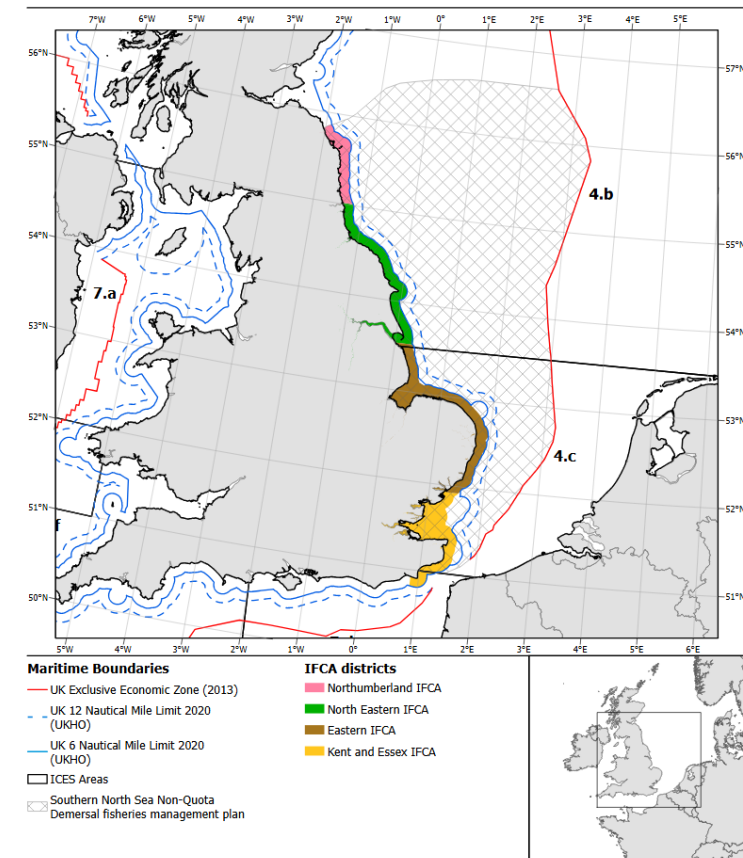 7°W 6°W 5°W 4°W 3°W 2°W 1°W 0° 1°E 2°E 3°E 4°E 5°E
56°N
57°N
55°N
56°N
4.b
54°N
55°N
7.a
53°N
54°N
52°N
53°N
4.c
51°N
52°N
f
50°N
51°N
5°W 4°W 3°W 2°W 1°W 0° 1°E 2°E 3°E 4°E 5°E 6°E
Maritime Boundaries
UK Exclusive Economic Zone (2013)
UK 12 Nautical Mile Limit 2020
(UKHO)
UK 6 Nautical Mile Limit 2020
(UKHO)
ICES Areas
Southern North Sea Non-Quota
Demersal fisheries management plan
IFCA districts
Northumberland IFCA
North Eastern IFCA
Eastern IFCA
Kent and Essex IFCA